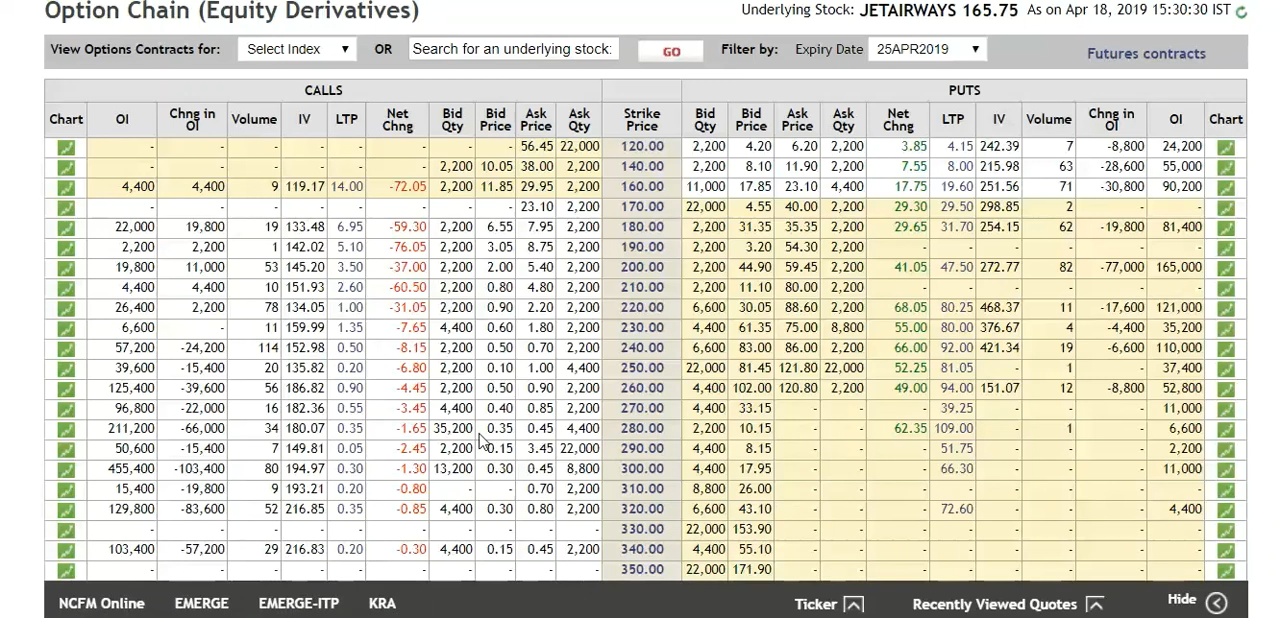 Option Chain (Equity Derivatives)
Underlying Stock: JETAIRWAYS 165.75 As on Apr 18, 2019 15:30:30 IST
View Options Contracts for: Select Index OR Search for an underlying stock: GO Filter by: Expiry Date 25APR2019 Futures contracts
CALLS PUTS
Chart OI Chng in OI Volume IV LTP Net Chng Bid Qty Bid Price Ask Price Ask Qty Strike Price Bid Qty Bid Price Ask Price Ask Qty Net Chng LTP IV Volume Chng in OI OI Chart
- - - - - - - - 56.45 22,000 120.00 2,200 4.20 6.20 2,200 3.85 4.15 242.39 7 -8,800 24,200
- - - - - - 2,200 10.05 38.00 2,200 140.00 2,200 8.10 11.90 2,200 7.55 8.00 215.98 63 -28,600 55,000
4,400 4,400 9 119.17 14.00 -72.05 2,200 11.85 29.95 2,200 160.00 11,000 17.85 23.10 4,400 17.75 19.60 251.56 71 -30,800 90,200
- - - - - - - - 23.10 2,200 170.00 22,000 4.55 40.00 2,200 29.30 29.50 298.85 2 - -
22,000 19,800 19 133.48 6.95 -59.30 2,200 6.55 7.95 2,200 180.00 2,200 31.35 35.35 2,200 29.65 31.70 254.15 62 -19,800 81,400
2,200 2,200 1 142.02 5.10 -76.05 2,200 3.05 8.75 2,200 190.00 2,200 3.20 54.30 2,200 - - - - - -
19,800 11,000 53 145.20 3.50 -37.00 2,200 2.00 5.40 2,200 200.00 2,200 44.90 59.45 2,200 41.05 47.50 272.77 82 -77,000 165,000
4,400 4,400 10 151.93 2.60 -60.50 2,200 0.80 4.80 2,200 210.00 2,200 11.10 80.00 2,200 - - - - - -
26,400 2,200 78 134.05 1.00 -31.05 2,200 0.90 2.20 2,200 220.00 6,600 30.05 88.60 2,200 68.05 80.25 468.37 11 -17,600 121,000
6,600 - 11 159.99 1.35 -7.65 4,400 0.60 1.80 2,200 230.00 4,400 61.35 75.00 8,800 55.00 80.00 376.67 4 -4,400 35,200
57,200 -24,200 114 152.98 0.50 -8.15 2,200 0.50 0.70 2,200 240.00 6,600 83.00 86.00 2,200 66.00 92.00 421.34 19 -6,600 110,000
39,600 -15,400 20 135.82 0.20 -6.80 2,200 0.10 1.00 4,400 250.00 22,000 81.45 121.80 22,000 52.25 81.05 - 1 - 37,400
125,400 -39,600 56 186.82 0.90 -4.45 2,200 0.50 0.90 2,200 260.00 4,400 102.00 120.80 2,200 49.00 94.00 151.07 12 -8,800 52,800
96,800 -22,000 16 182.36 0.55 -3.45 4,400 0.40 0.85 2,200 270.00 4,400 33.15 - - - 39.25 - - - 11,000
211,200 -66,000 34 180.07 0.35 -1.65 35,200 0.35 0.45 4,400 280.00 2,200 10.15 - - 62.35 109.00 - 1 - 6,600
50,600 -15,400 7 149.81 0.05 -2.45 2,200 0.15 3.45 22,000 290.00 4,400 8.15 - - - 51.75 - - - 2,200
455,400 -103,400 80 194.97 0.30 -1.30 13,200 0.30 0.45 8,800 300.00 4,400 17.95 - - - 66.30 - - - 11,000
15,400 -19,800 9 193.21 0.20 -0.80 - - 0.70 2,200 310.00 8,800 26.00 - - - - - - - -
129,800 -83,600 52 216.85 0.35 -0.85 4,400 0.30 0.80 2,200 320.00 6,600 43.10 - - - 72.60 - - - 4,400
- - - - - - - - - - 330.00 22,000 153.90 - - - - - - - -
103,400 -57,200 29 216.83 0.20 -0.30 4,400 0.15 0.45 2,200 340.00 4,400 55.10 - - - - - - - -
- - - - - - - - - - 350.00 22,000 171.90 - - - - - - - -
NCFM Online EMERGE EMERGE-ITP KRA Ticker Recently Viewed Quotes Hide